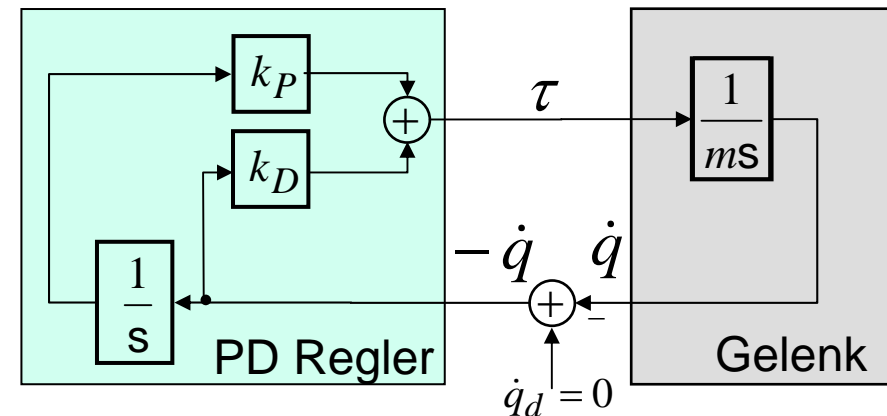 k_P
+
τ
1
ms
k_D
− q̇
q̇
1
s
+
−
PD Regler
Gelenk
q̇_d = 0